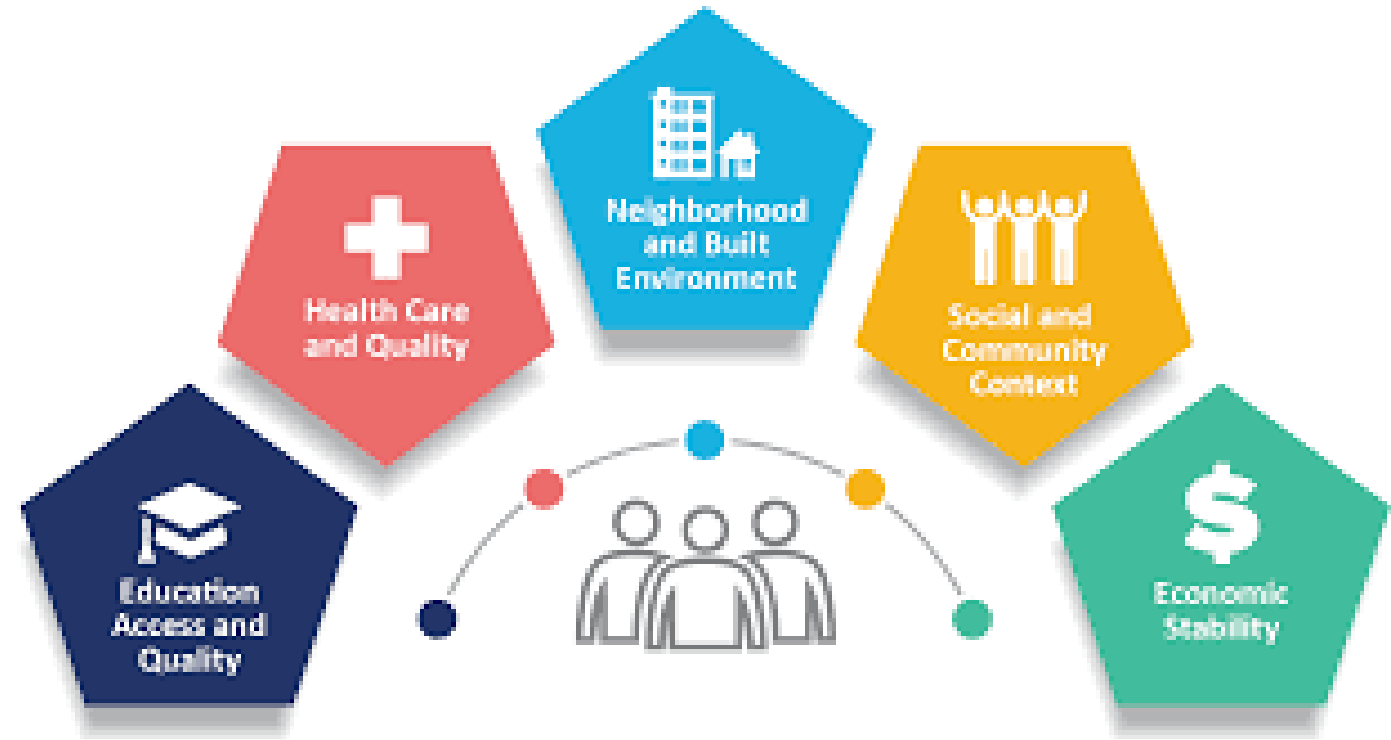 Neighborhood
and Built
Environment
Health Care
and Quality
Social and
Community
Context
Education
Access and
Quality
Economic
Stability